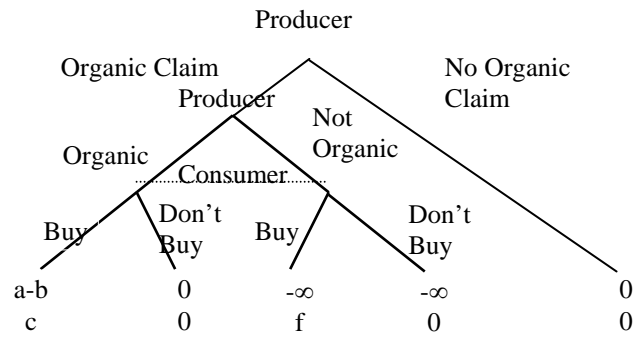 Producer
Organic Claim
No Organic
Claim
Producer
Not
Organic
Organic
Consumer
Buy
Don't
Buy
Buy
Don't
Buy
a-b 0 -∞ -∞ 0
c 0 f 0 0